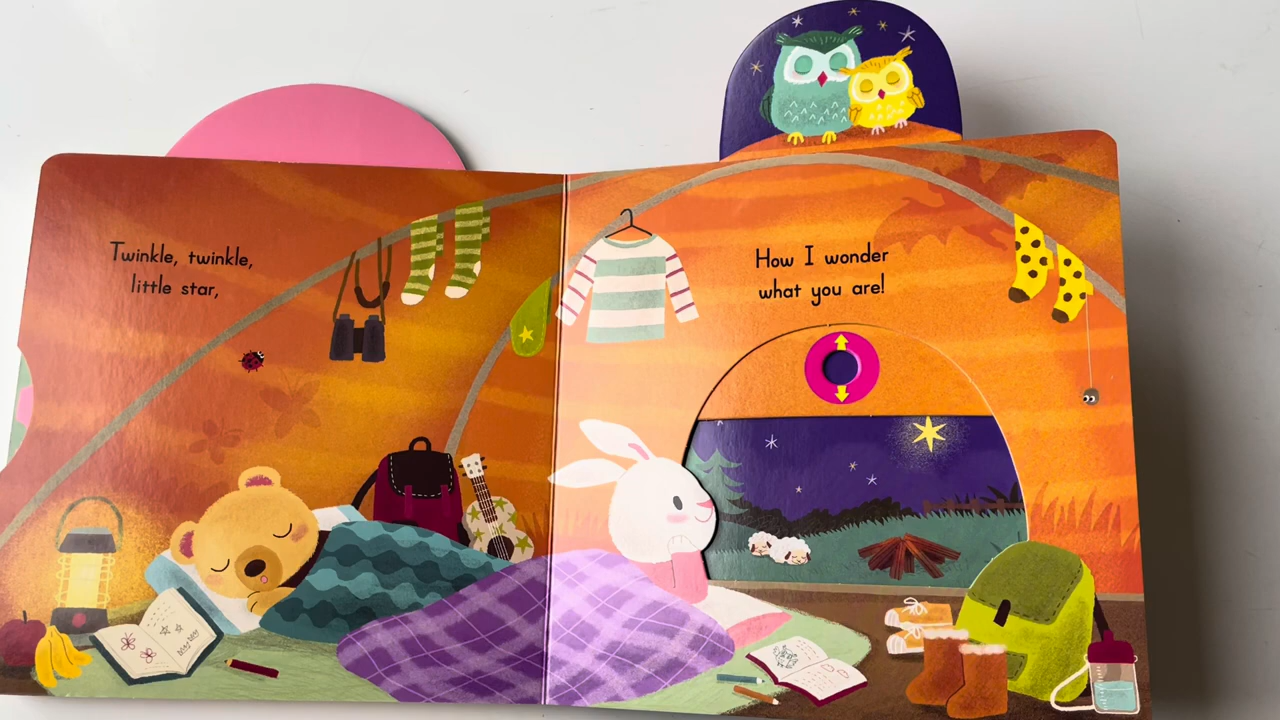 Twinkle, twinkle,
little star,
How I wonder
what you are!